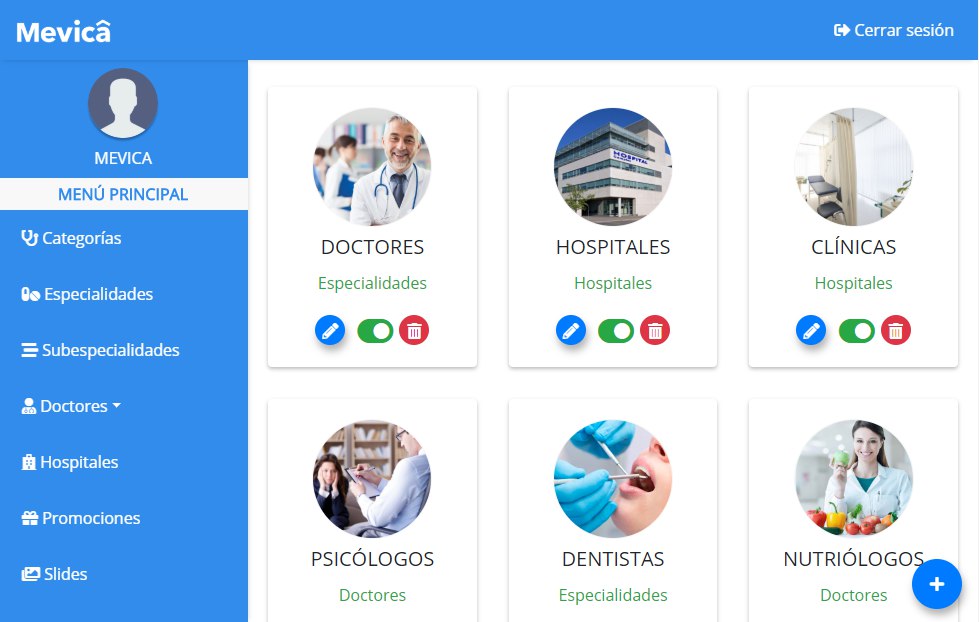 Mevicâ
Cerrar sesión
MEVICA
MENÚ PRINCIPAL
Categorías
Especialidades
Subespecialidades
Doctores
Hospitales
Promociones
Slides
DOCTORES
Especialidades
HOSPITAL
HOSPITALES
Hospitales
CLÍNICAS
Hospitales
PSICÓLOGOS
Doctores
DENTISTAS
Especialidades
NUTRIÓLOGOS
Doctores
+